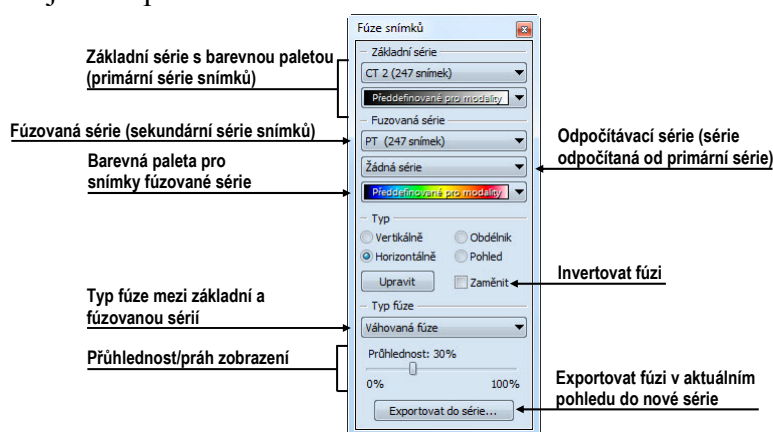 Fúze snímků
Základní série
CT 2 (247 snímek)
Předdefinované pro modality
Fuzovaná série
PT (247 snímek)
Žádná série
Předdefinované pro modality
Typ
Vertikálně
Obdélník
Horizontálně
Pohled
Upravit
Zaměnit
Typ fúze
Váhovaná fúze
Průhlednost: 30%
0%
100%
Exportovat do série...
Základní série s barevnou paletou
(primární série snímků)
Fúzovaná série (sekundární série snímků)
Barevná paleta pro
snímky fúzované série
Typ fúze mezi základní a
fúzovanou sérií
Přůhlednost/práh zobrazení
Odpočítávací série (série
odpočítaná od primární série)
Invertovat fúzi
Exportovat fúzi v aktuálním
pohledu do nové série